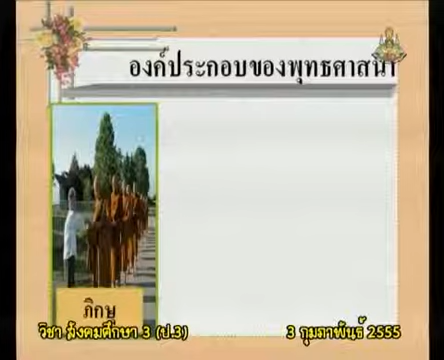 องค์ประกอบของพุทธศาสนา
ภิกษุ
วิชา สังคมศึกษา 3 (ป.3)
3 กุมภาพันธ์ 2555